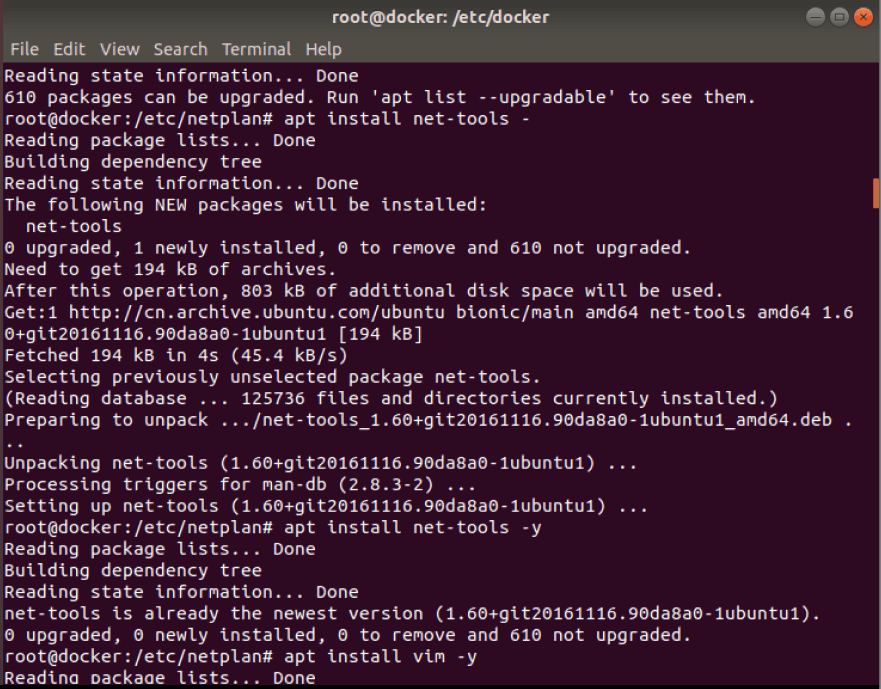 root@docker: /etc/docker
File Edit View Search Terminal Help
Reading state information... Done
610 packages can be upgraded. Run 'apt list --upgradable' to see them.
root@docker:/etc/netplan# apt install net-tools -
Reading package lists... Done
Building dependency tree
Reading state information... Done
The following NEW packages will be installed:
  net-tools
0 upgraded, 1 newly installed, 0 to remove and 610 not upgraded.
Need to get 194 kB of archives.
After this operation, 803 kB of additional disk space will be used.
Get:1 http://cn.archive.ubuntu.com/ubuntu bionic/main amd64 net-tools amd64 1.6
0+git20161116.90da8a0-1ubuntu1 [194 kB]
Fetched 194 kB in 4s (45.4 kB/s)
Selecting previously unselected package net-tools.
(Reading database ... 125736 files and directories currently installed.)
Preparing to unpack .../net-tools_1.60+git20161116.90da8a0-1ubuntu1_amd64.deb .
..
Unpacking net-tools (1.60+git20161116.90da8a0-1ubuntu1) ...
Processing triggers for man-db (2.8.3-2) ...
Setting up net-tools (1.60+git20161116.90da8a0-1ubuntu1) ...
root@docker:/etc/netplan# apt install net-tools -y
Reading package lists... Done
Building dependency tree
Reading state information... Done
net-tools is already the newest version (1.60+git20161116.90da8a0-1ubuntu1).
0 upgraded, 0 newly installed, 0 to remove and 610 not upgraded.
root@docker:/etc/netplan# apt install vim -y
Reading package lists... Done